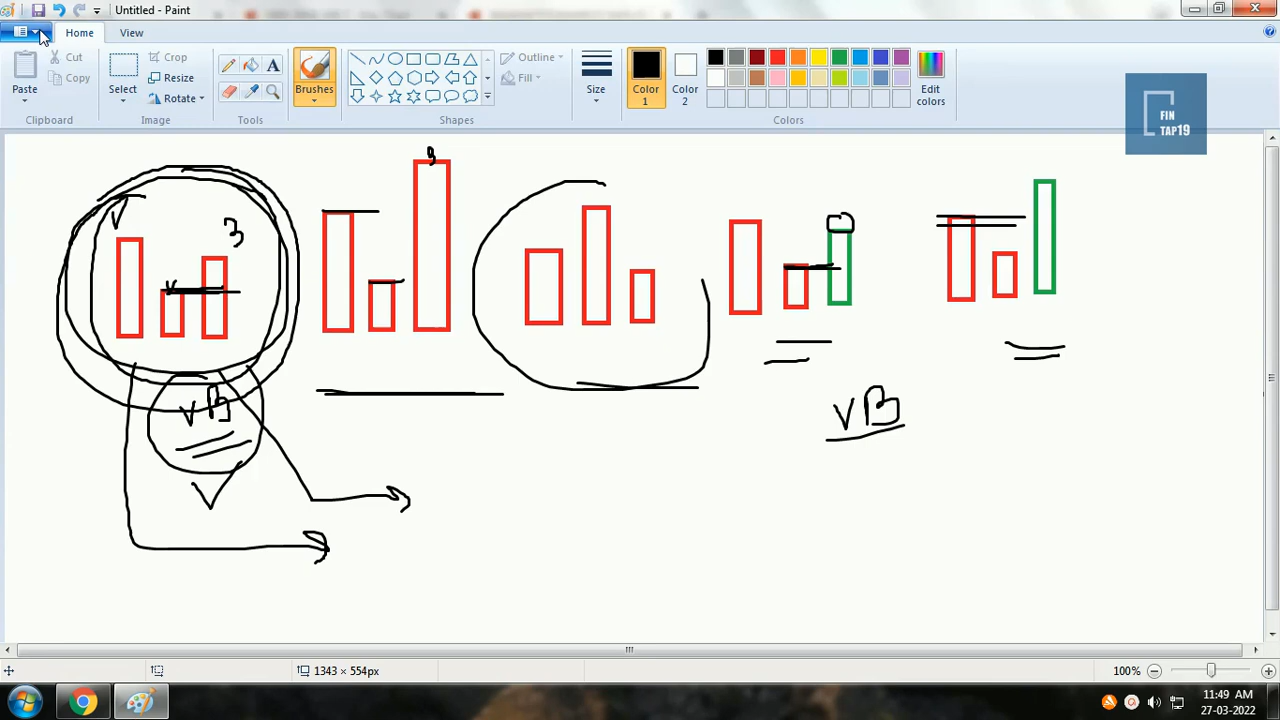 Untitled - Paint
Home
View
Paste
Cut
Copy
Clipboard
Select
Crop
Resize
Rotate
Image
A
Tools
Brushes
Outline
Fill
Shapes
Size
Color 1
Color 2
Edit colors
Colors
FIN
TAP19
V
3
9
v
VB
VB
1343 × 554px
100%
11:49 AM
27-03-2022